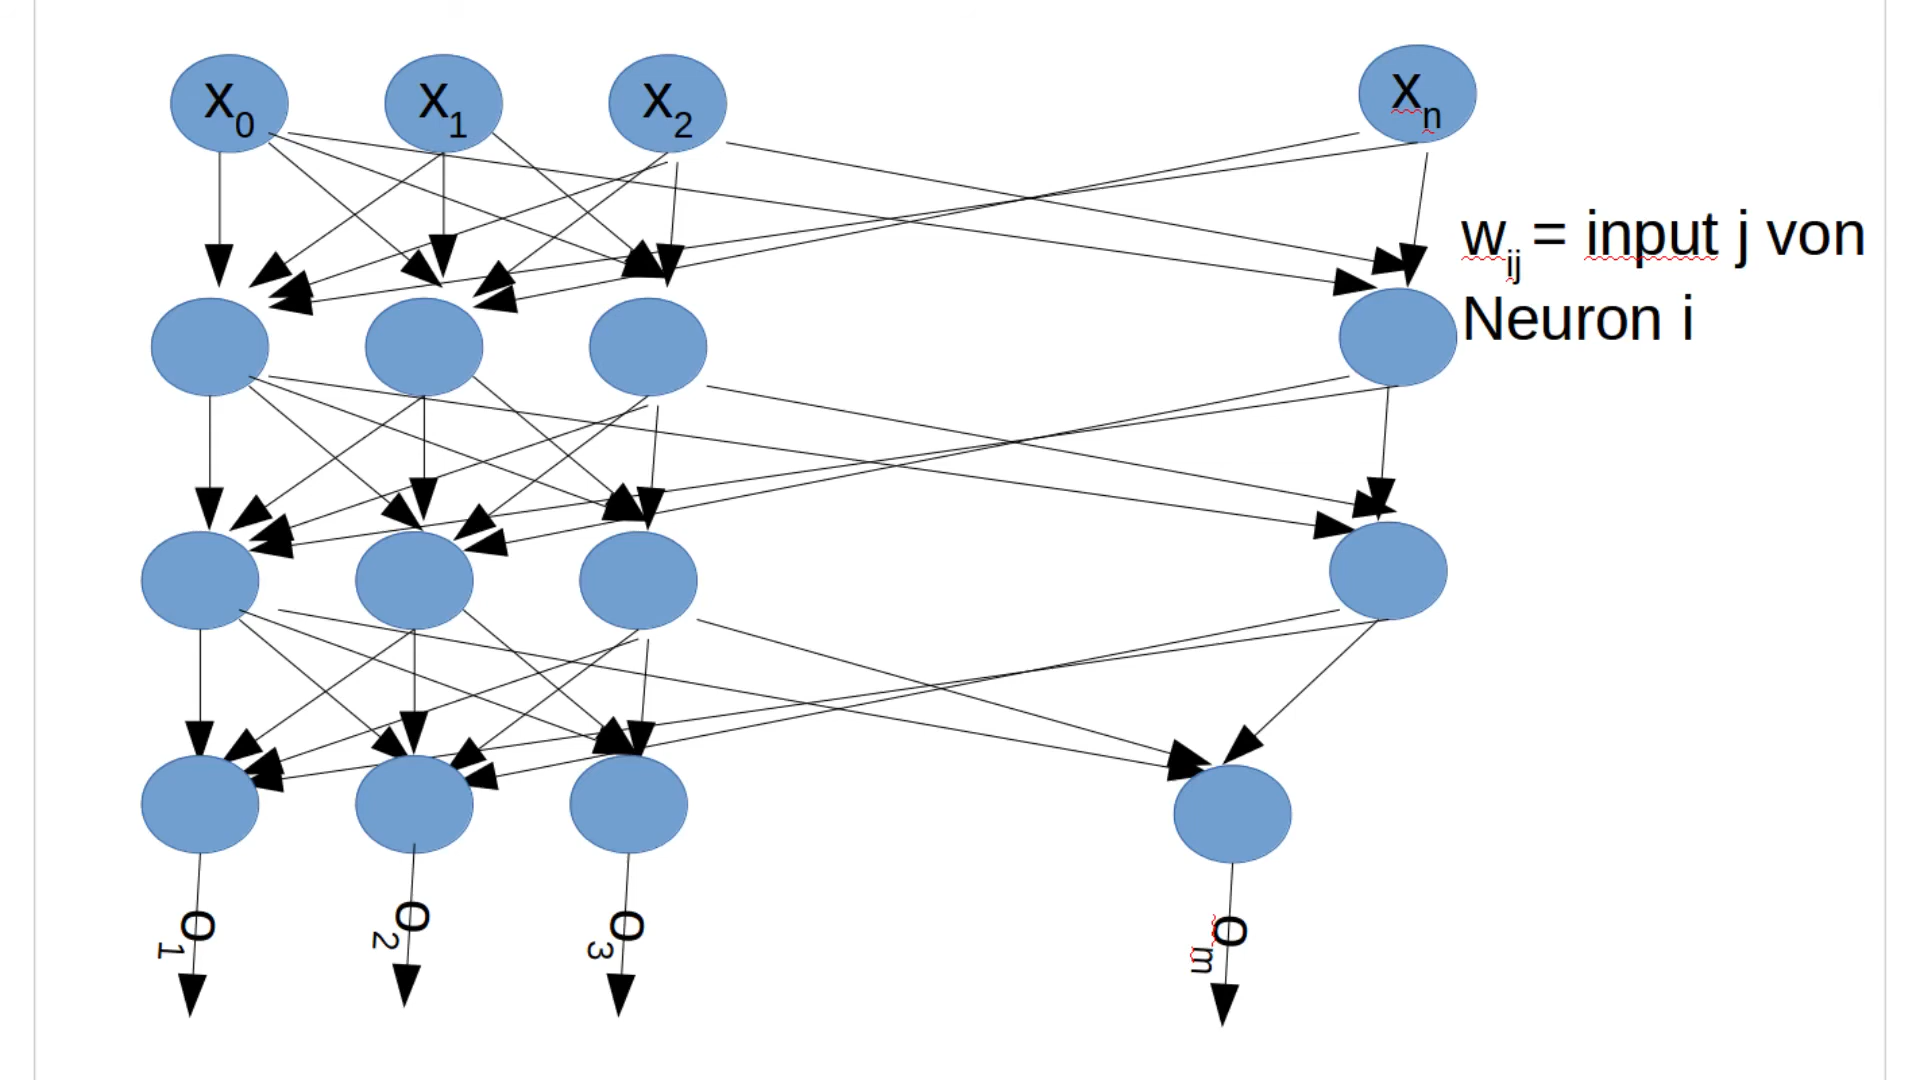 x0 x1 x2 xn
wij = input j von
Neuron i
o1 o2 o3 om